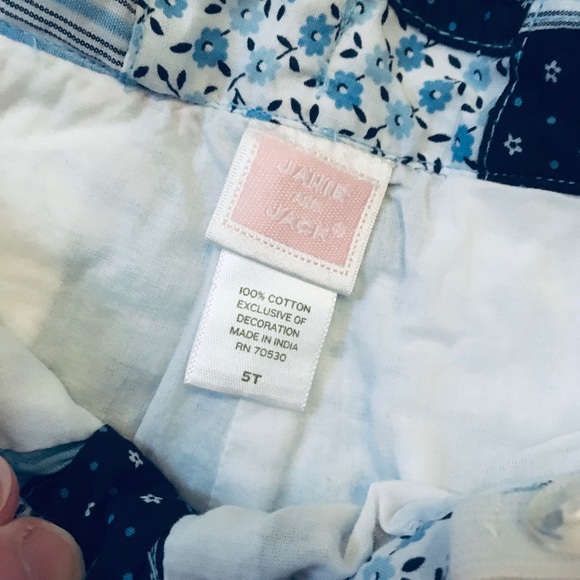 JANIE
AND
JACK®
100% COTTON
EXCLUSIVE OF
DECORATION
MADE IN INDIA
RN 70530
5T